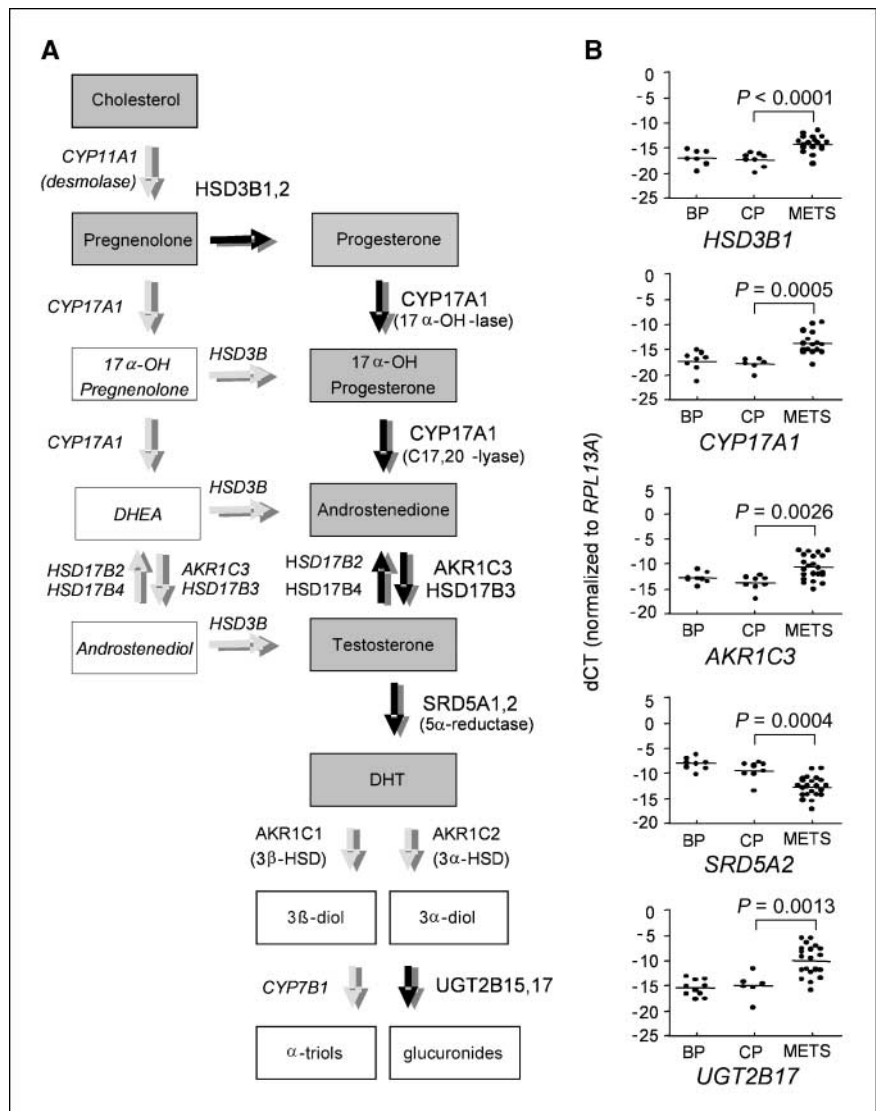 A
Cholesterol
CYP11A1
(desmolase)
HSD3B1,2
Pregnenolone
Progesterone
CYP17A1
CYP17A1
(17 α-OH -lase)
17 α-OH
Pregnenolone
HSD3B
17 α-OH
Progesterone
CYP17A1
CYP17A1
(C17,20 -lyase)
DHEA
HSD3B
Androstenedione
HSD17B2
HSD17B4
AKR1C3
HSD17B3
HSD17B2
HSD17B4
AKR1C3
HSD17B3
Androstenediol
HSD3B
Testosterone
SRD5A1,2
(5α-reductase)
DHT
AKR1C1
(3β-HSD)
AKR1C2
(3α-HSD)
3ß-diol
3α-diol
CYP7B1
UGT2B15,17
α-triols
glucuronides
B
dCT (normalized to RPL13A)
0
-5
-10
-15
-20
-25
P < 0.0001
BP CP METS
HSD3B1
0
-5
-10
-15
-20
-25
P = 0.0005
BP CP METS
CYP17A1
5
0
-5
-10
-15
-20
P = 0.0026
BP CP METS
AKR1C3
5
0
-5
-10
-15
-20
P = 0.0004
BP CP METS
SRD5A2
0
-5
-10
-15
-20
-25
P = 0.0013
BP CP METS
UGT2B17